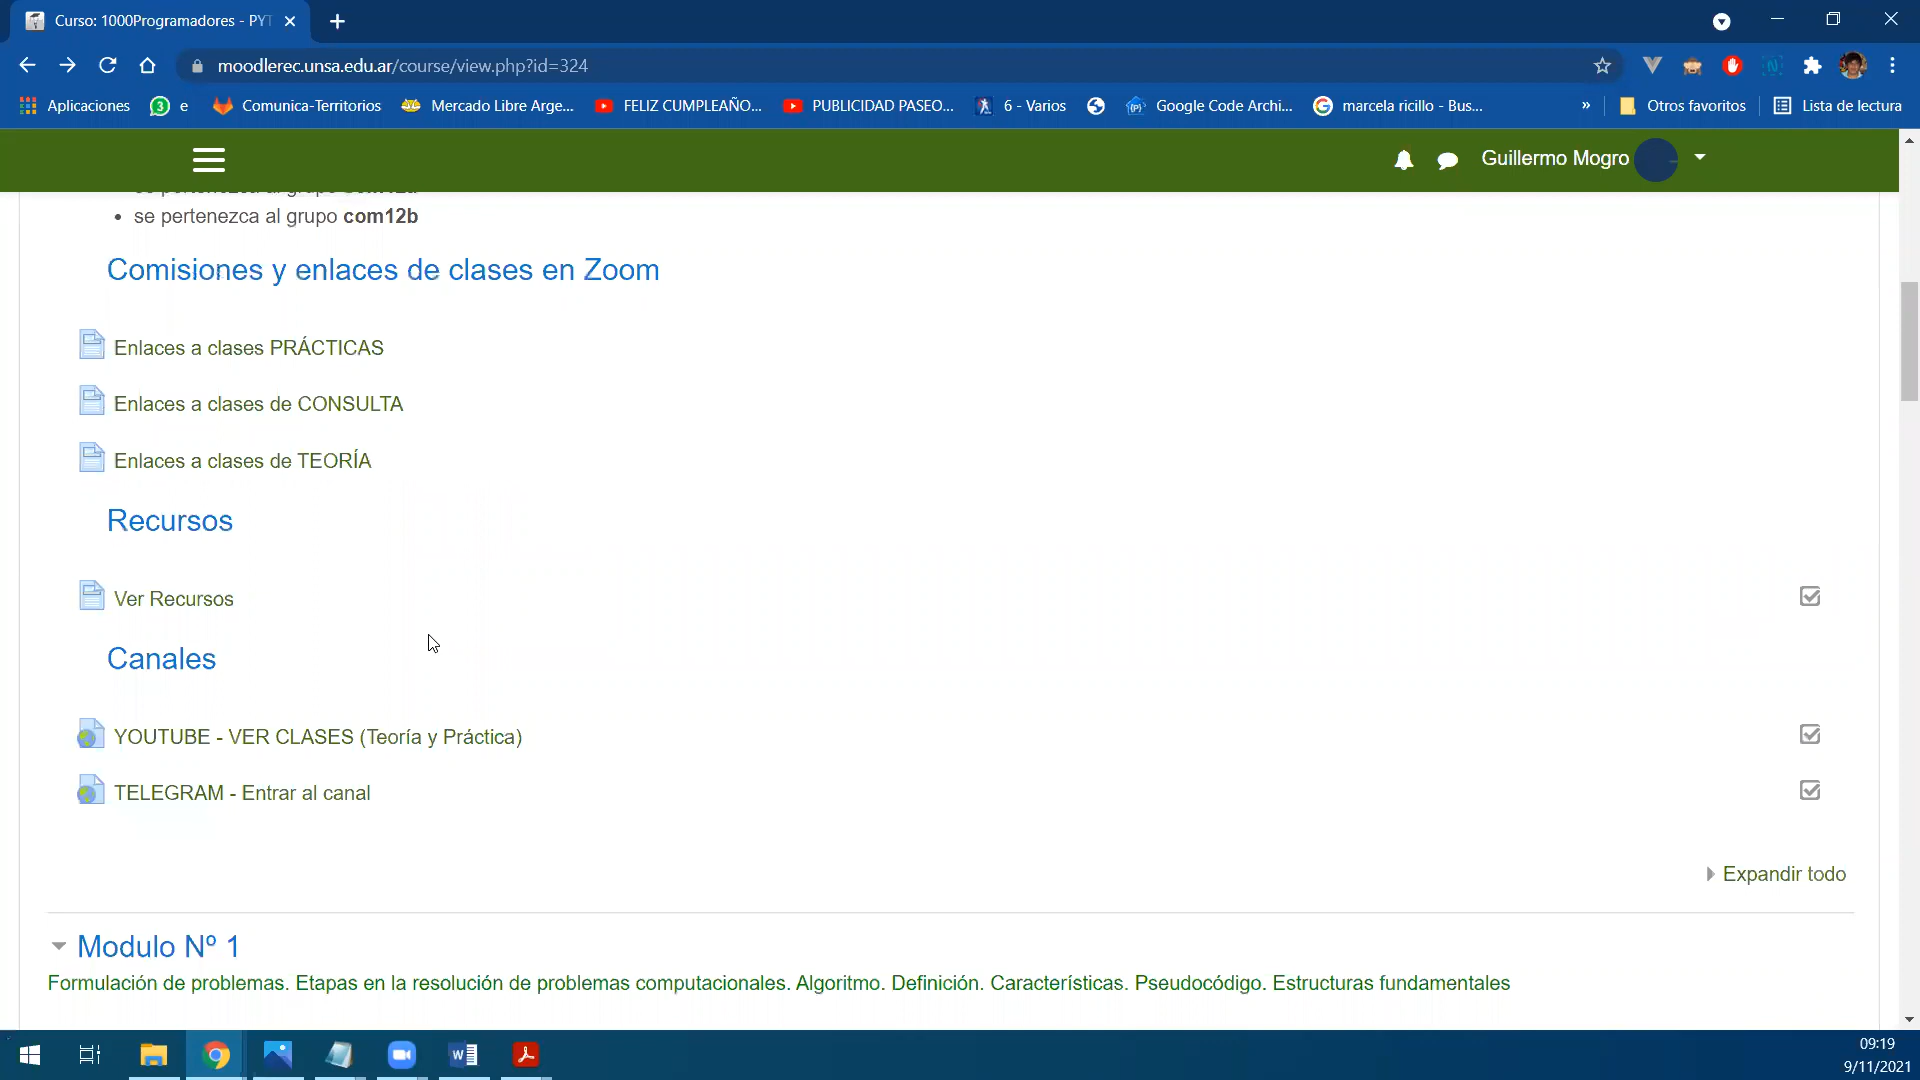 Curso: 1000Programadores - PYT
moodlerec.unsa.edu.ar/course/view.php?id=324
Aplicaciones
3 e
Comunica-Territorios
Mercado Libre Arge...
FELIZ CUMPLEAÑO...
PUBLICIDAD PASEO...
6 - Varios
Google Code Archi...
marcela ricillo - Bus...
»
Otros favoritos
Lista de lectura
Guillermo Mogro
se pertenezca al grupo com12b
Comisiones y enlaces de clases en Zoom
Enlaces a clases PRÁCTICAS
Enlaces a clases de CONSULTA
Enlaces a clases de TEORÍA
Recursos
Ver Recursos
Canales
YOUTUBE - VER CLASES (Teoría y Práctica)
TELEGRAM - Entrar al canal
Expandir todo
Modulo Nº 1
Formulación de problemas. Etapas en la resolución de problemas computacionales. Algoritmo. Definición. Características. Pseudocódigo. Estructuras fundamentales
09:19
9/11/2021